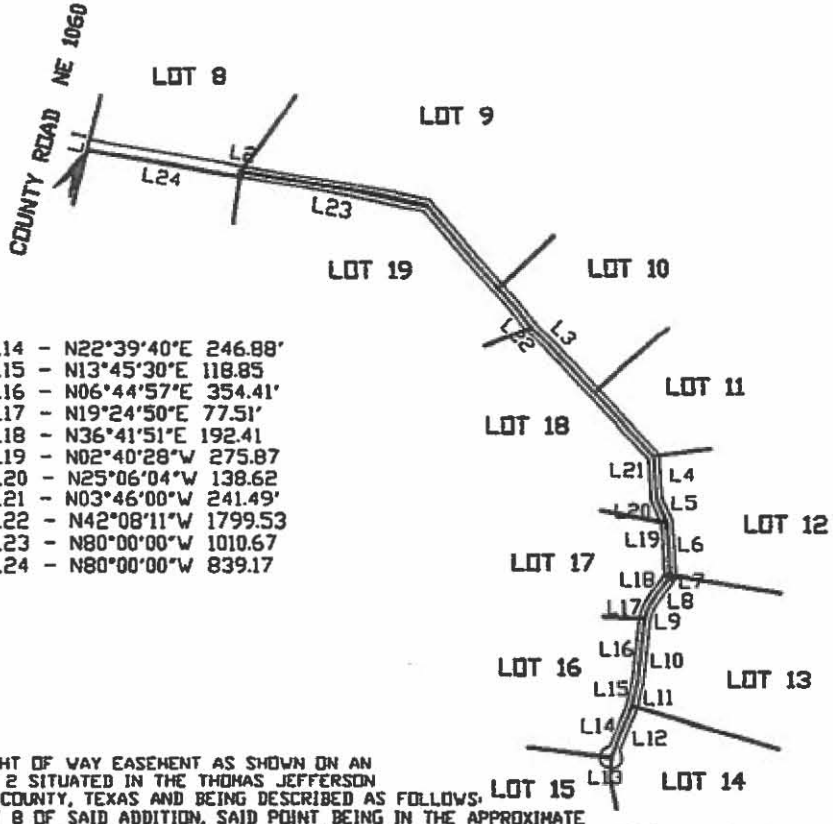 COUNTY ROAD NE 1060
LOT 8
LOT 9
L1
L2
L24
L23
LOT 19
LOT 10
L3
L22
LOT 11
LOT 18
L21
L4
L20
L5
LOT 12
L19
L6
LOT 17
L18
L7
L8
L17
L9
L16
L10
LOT 16
LOT 13
L15
L11
L14
L12
L13
LOT 15
LOT 14
L14 - N22°39'40"E 246.88'
L15 - N13°45'30"E 118.85
L16 - N06°44'57"E 354.41'
L17 - N19°24'50"E 77.51'
L18 - N36°41'51"E 192.41
L19 - N02°40'28"W 275.87
L20 - N25°06'04"W 138.62
L21 - N03°46'00"W 241.49'
L22 - N42°08'11"W 1799.53
L23 - N80°00'00"W 1010.67
L24 - N80°00'00"W 839.17
HT OF WAY EASEMENT AS SHOWN ON AN
2 SITUATED IN THE THOMAS JEFFERSON
COUNTY, TEXAS AND BEING DESCRIBED AS FOLLOWS:
8 OF SAID ADDITION, SAID POINT BEING IN THE APPROXIMATE